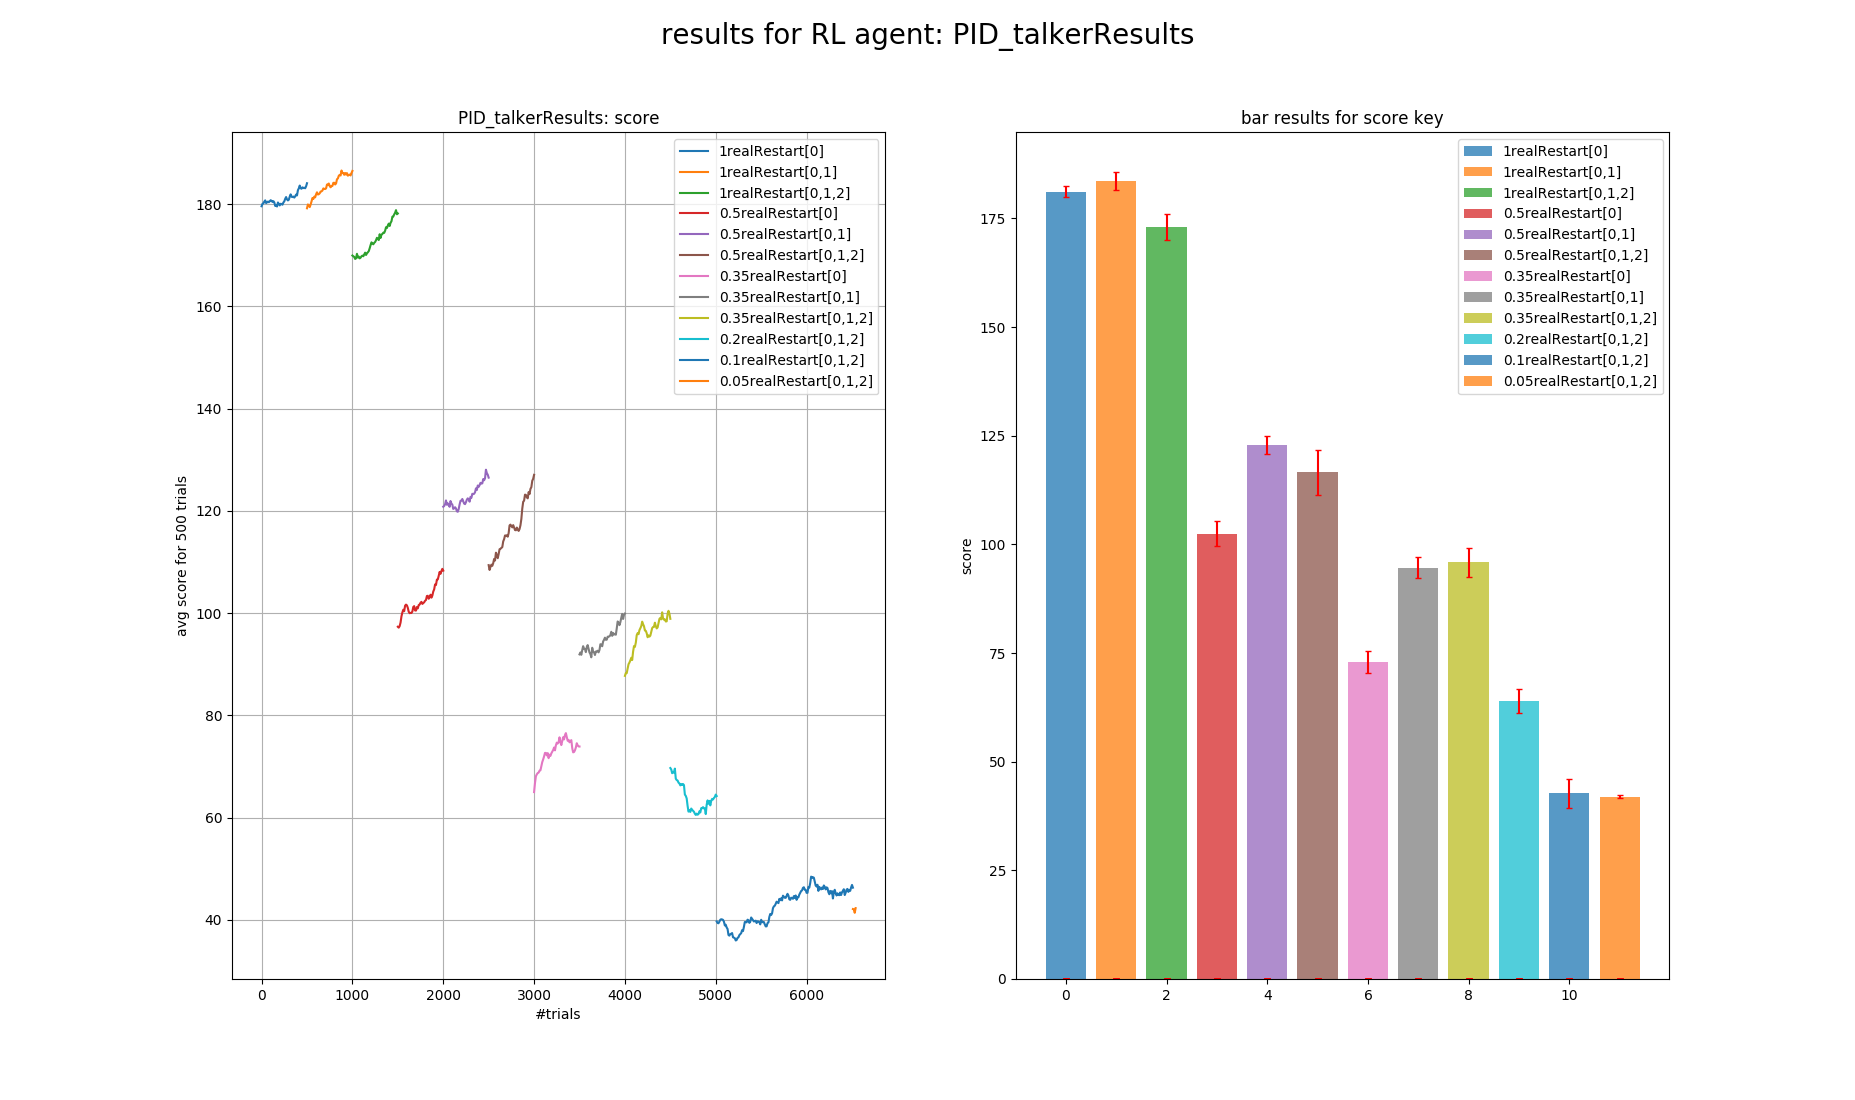 results for RL agent: PID_talkerResults
PID_talkerResults: score
1realRestart[0]
1realRestart[0,1]
1realRestart[0,1,2]
0.5realRestart[0]
0.5realRestart[0,1]
0.5realRestart[0,1,2]
0.35realRestart[0]
0.35realRestart[0,1]
0.35realRestart[0,1,2]
0.2realRestart[0,1,2]
0.1realRestart[0,1,2]
0.05realRestart[0,1,2]
avg score for 500 trials
180
160
140
120
100
80
60
40
0 1000 2000 3000 4000 5000 6000
#trials
bar results for score key
1realRestart[0]
1realRestart[0,1]
1realRestart[0,1,2]
0.5realRestart[0]
0.5realRestart[0,1]
0.5realRestart[0,1,2]
0.35realRestart[0]
0.35realRestart[0,1]
0.35realRestart[0,1,2]
0.2realRestart[0,1,2]
0.1realRestart[0,1,2]
0.05realRestart[0,1,2]
score
175
150
125
100
75
50
25
0
0 2 4 6 8 10